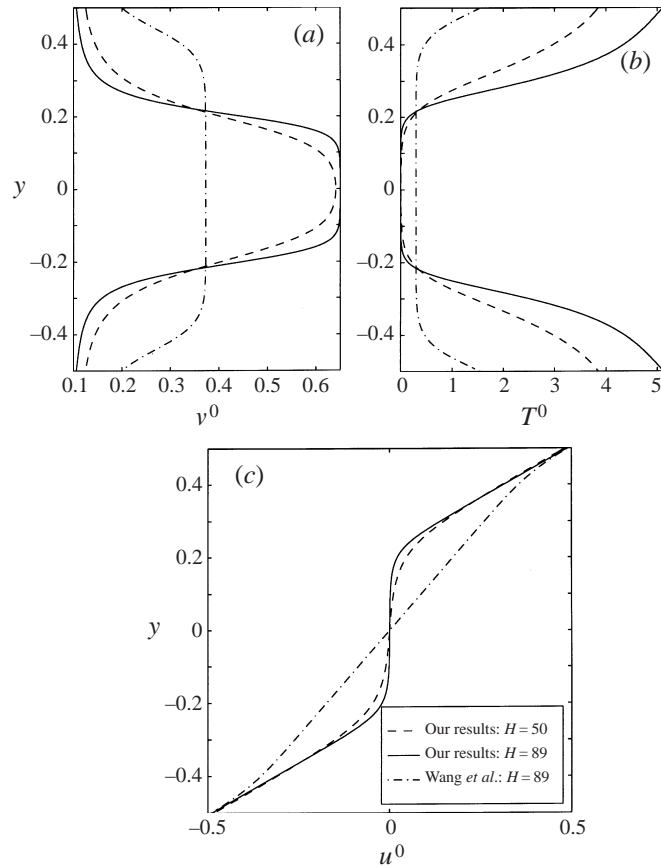 (a)
(b)
0.4
0.2
y 0
–0.2
–0.4
0.4
0.2
0
–0.2
–0.4
0.1 0.2 0.3 0.4 0.5 0.6
ν⁰
0 1 2 3 4 5
T⁰
(c)
0.4
0.2
y 0
–0.2
–0.4
Our results: H = 50
Our results: H = 89
Wang et al.: H = 89
–0.5 0 0.5
u⁰